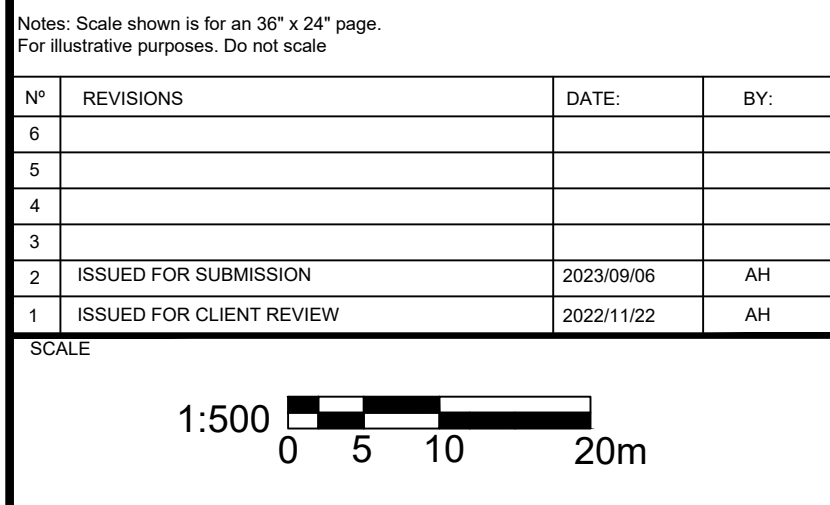 Notes: Scale shown is for an 36" x 24" page.
For illustrative purposes. Do not scale
Nº REVISIONS DATE: BY:
6
5
4
3
2 ISSUED FOR SUBMISSION 2023/09/06 AH
1 ISSUED FOR CLIENT REVIEW 2022/11/22 AH
SCALE
1:500
0 5 10 20m